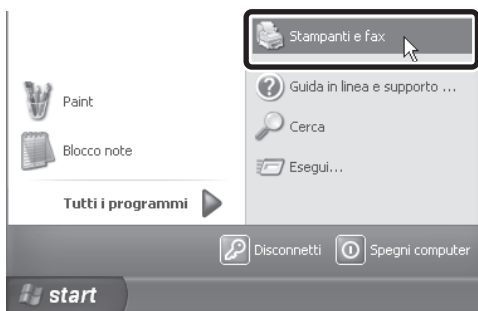 Stampanti e fax
Guida in linea e supporto ...
Cerca
Esegui...
Paint
Blocco note
Tutti i programmi
Disconnetti
Spegni computer
start